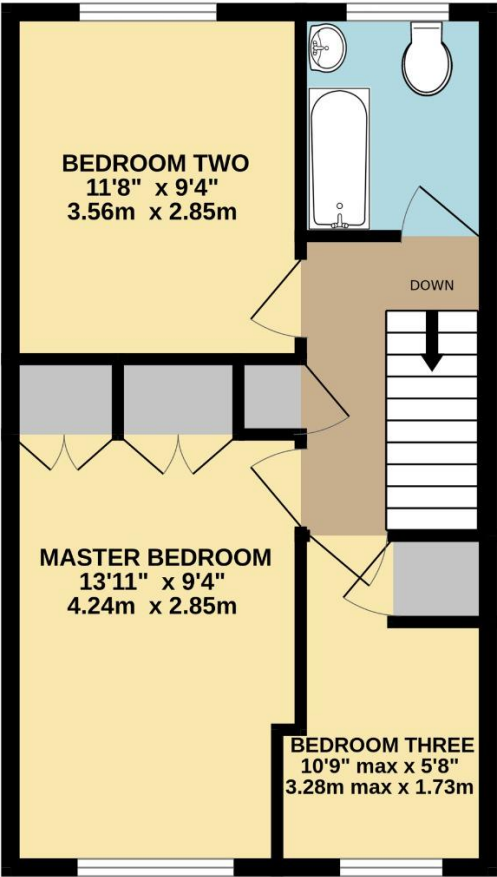 BEDROOM TWO
11'8" x 9'4"
3.56m x 2.85m
DOWN
MASTER BEDROOM
13'11" x 9'4"
4.24m x 2.85m
BEDROOM THREE
10'9" max x 5'8"
3.28m max x 1.73m